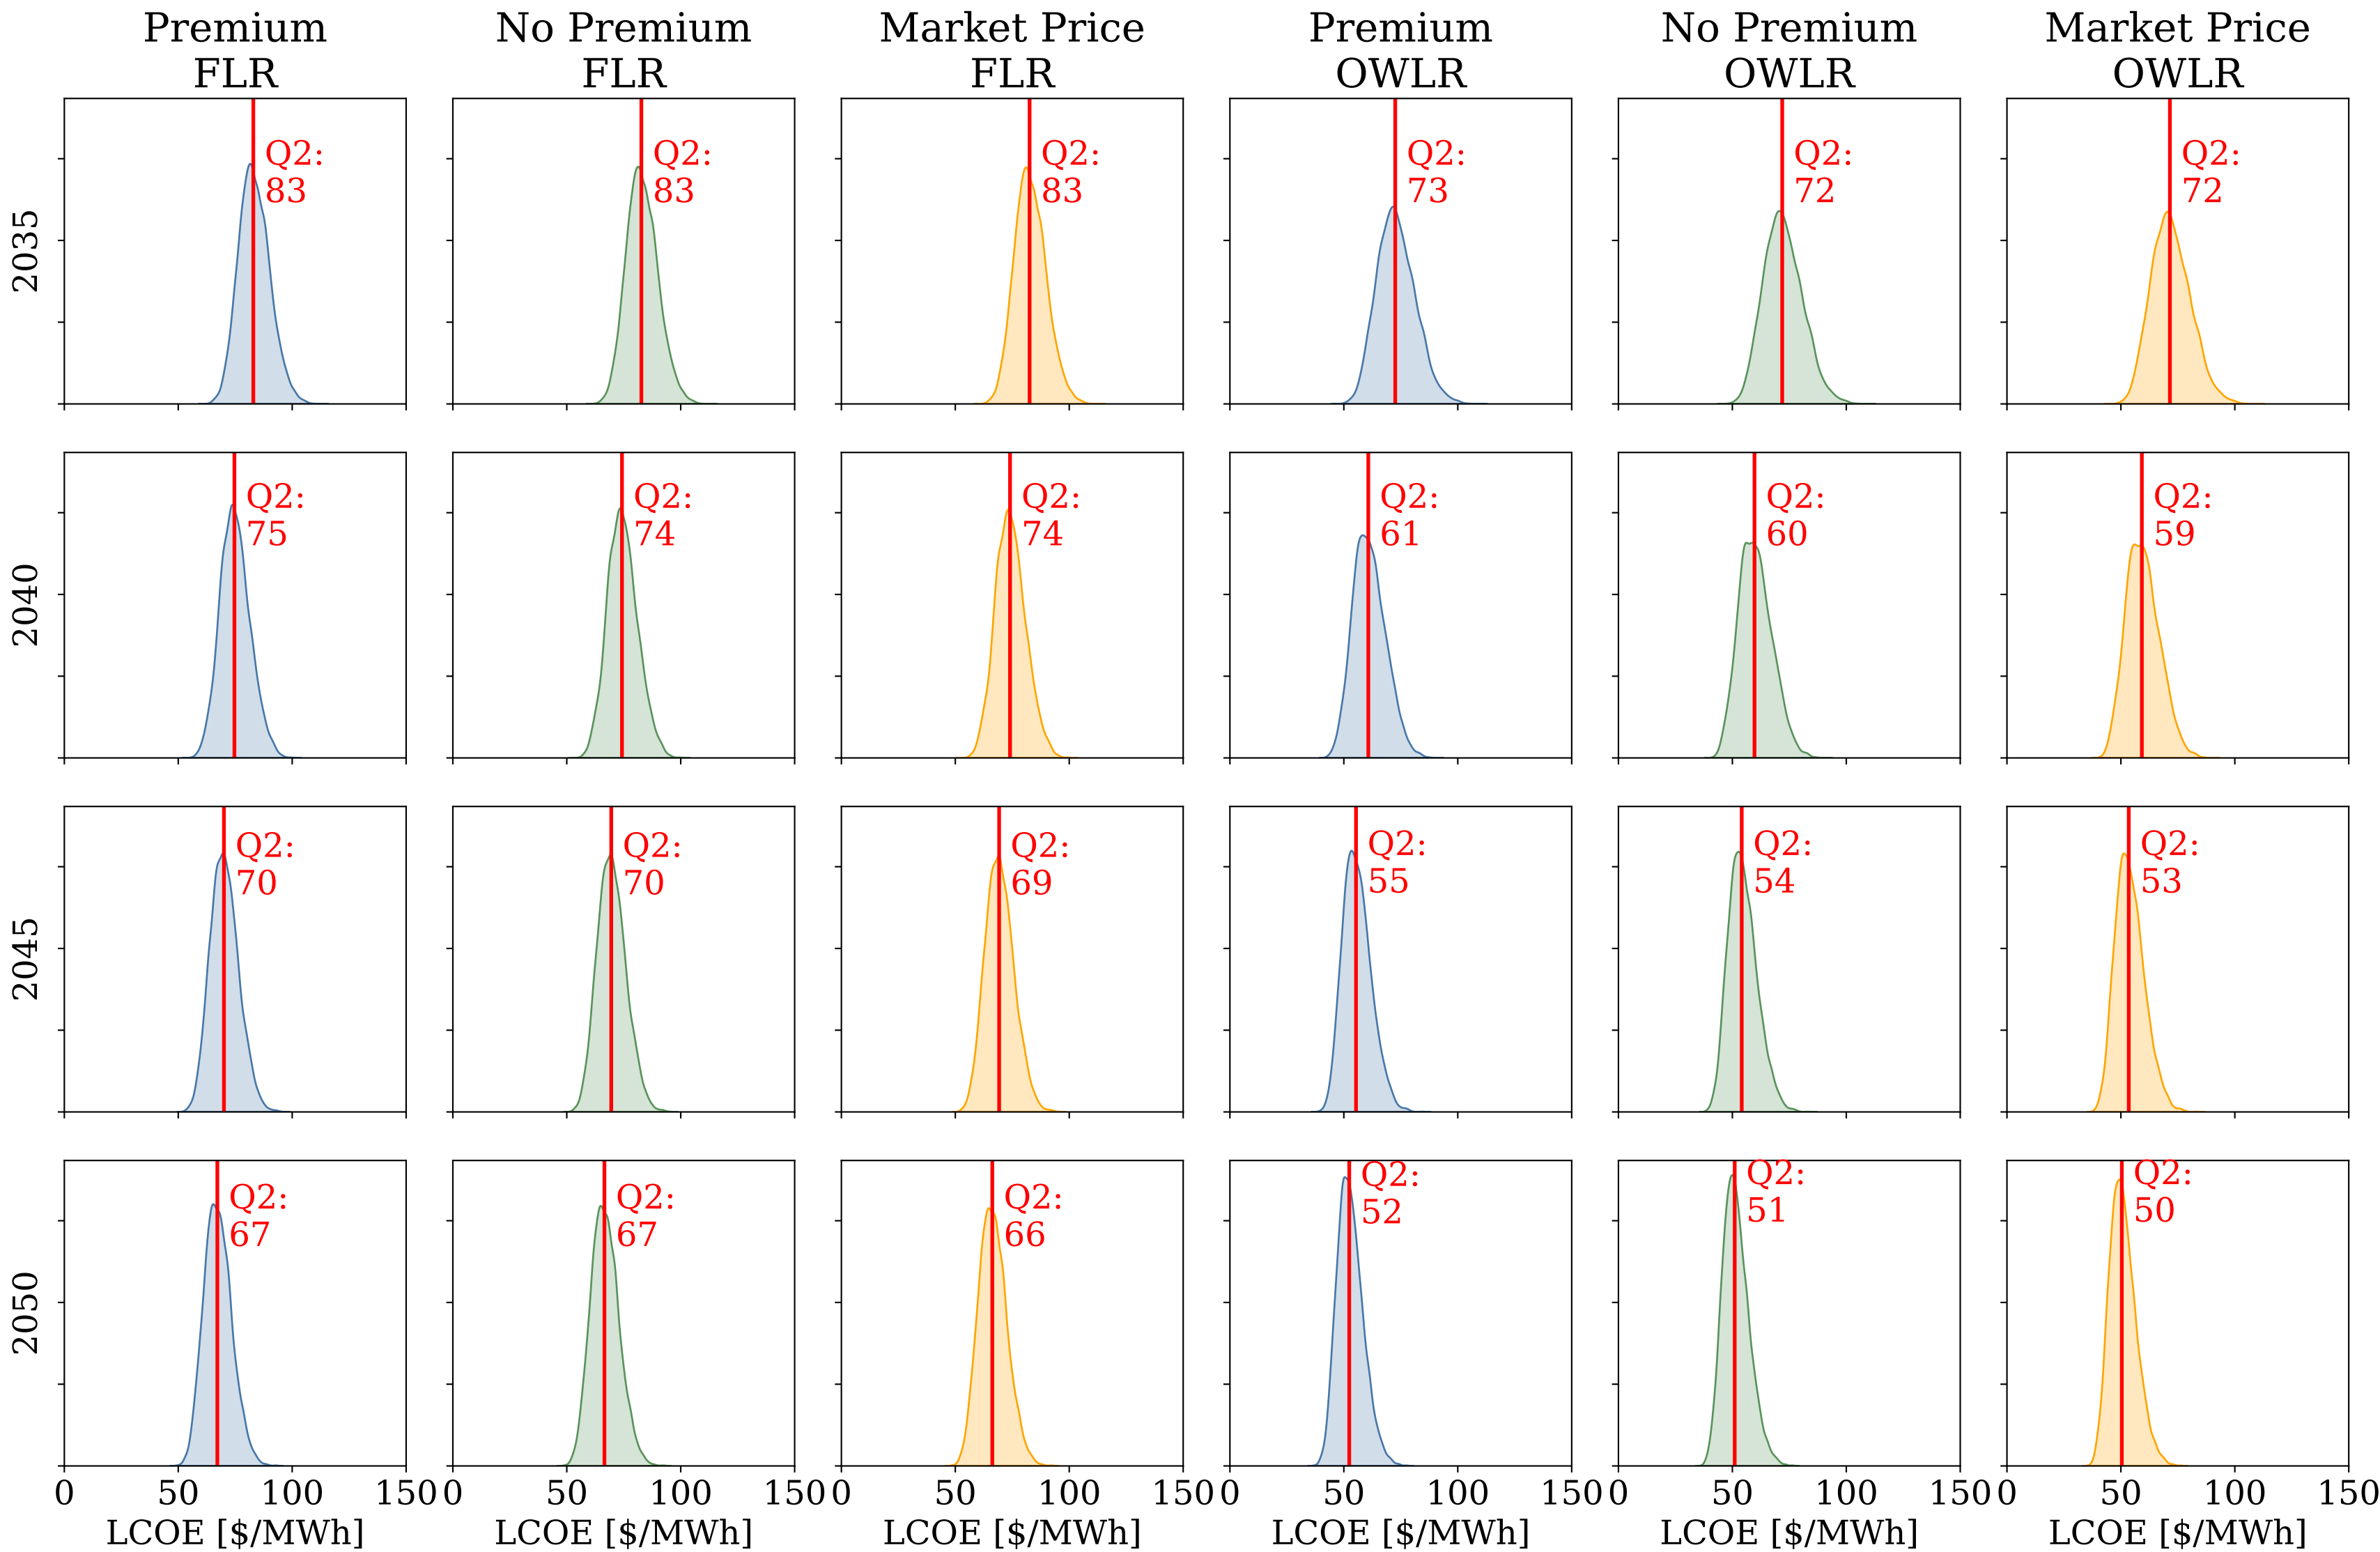 Premium
FLR
No Premium
FLR
Market Price
FLR
Premium
OWLR
No Premium
OWLR
Market Price
OWLR
2035
Q2:
83
Q2:
83
Q2:
83
Q2:
73
Q2:
72
Q2:
72
2040
Q2:
75
Q2:
74
Q2:
74
Q2:
61
Q2:
60
Q2:
59
2045
Q2:
70
Q2:
70
Q2:
69
Q2:
55
Q2:
54
Q2:
53
2050
Q2:
67
Q2:
67
Q2:
66
Q2:
52
Q2:
51
Q2:
50
0 50 100 150
0 50 100 150
0 50 100 150
0 50 100 150
0 50 100 150
0 50 100 150
LCOE [$/MWh]
LCOE [$/MWh]
LCOE [$/MWh]
LCOE [$/MWh]
LCOE [$/MWh]
LCOE [$/MWh]